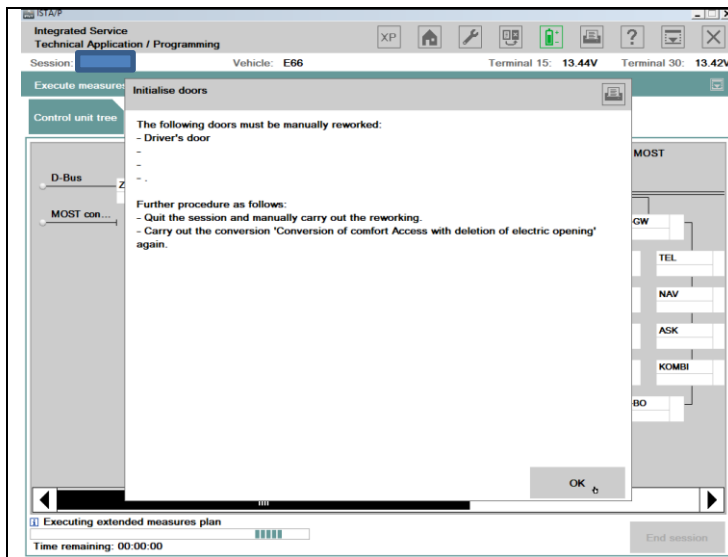 ISTA/P
Integrated Service
Technical Application / Programming
XP
?
Session:
Vehicle: E66
Terminal 15: 13.44V
Terminal 30: 13.42V
Execute measures
Control unit tree
Initialise doors
The following doors must be manually reworked:
- Driver's door
-
-
- .
Further procedure as follows:
- Quit the session and manually carry out the reworking.
- Carry out the conversion 'Conversion of comfort Access with deletion of electric opening'
again.
OK
D-Bus
Z
MOST con...
MOST
-GW
TEL
NAV
ASK
KOMBI
-BO
Executing extended measures plan
Time remaining: 00:00:00
End session